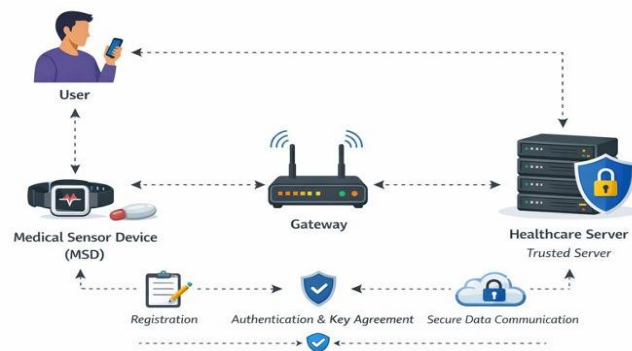 User
Gateway
Medical Sensor Device
(MSD)
Healthcare Server
Trusted Server
Registration
Authentication & Key Agreement
Secure Data Communication